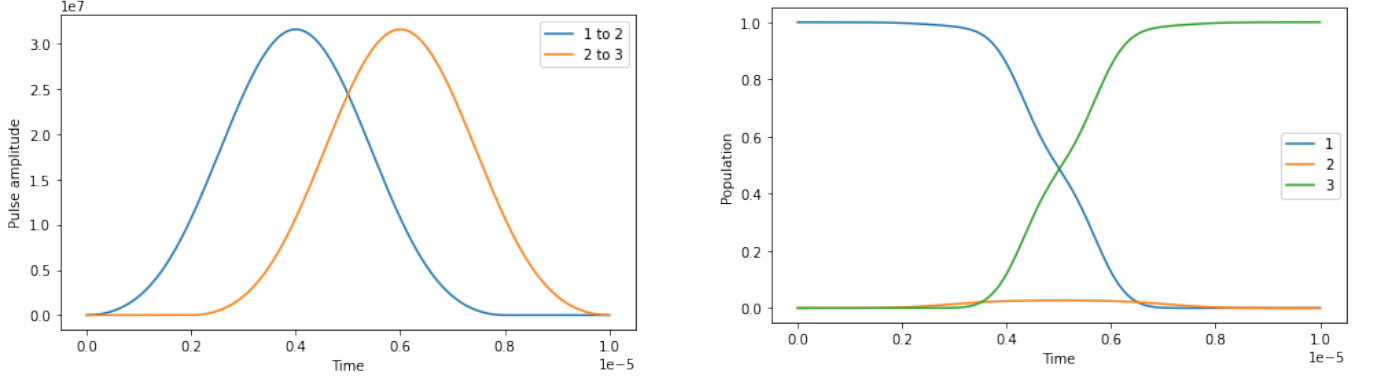 1e7
3.0
2.5
2.0
1.5
1.0
0.5
0.0
Pulse amplitude
1 to 2
2 to 3
0.0 0.2 0.4 0.6 0.8 1.0
1e−5
Time
1.0
0.8
0.6
0.4
0.2
0.0
Population
1
2
3
0.0 0.2 0.4 0.6 0.8 1.0
1e−5
Time